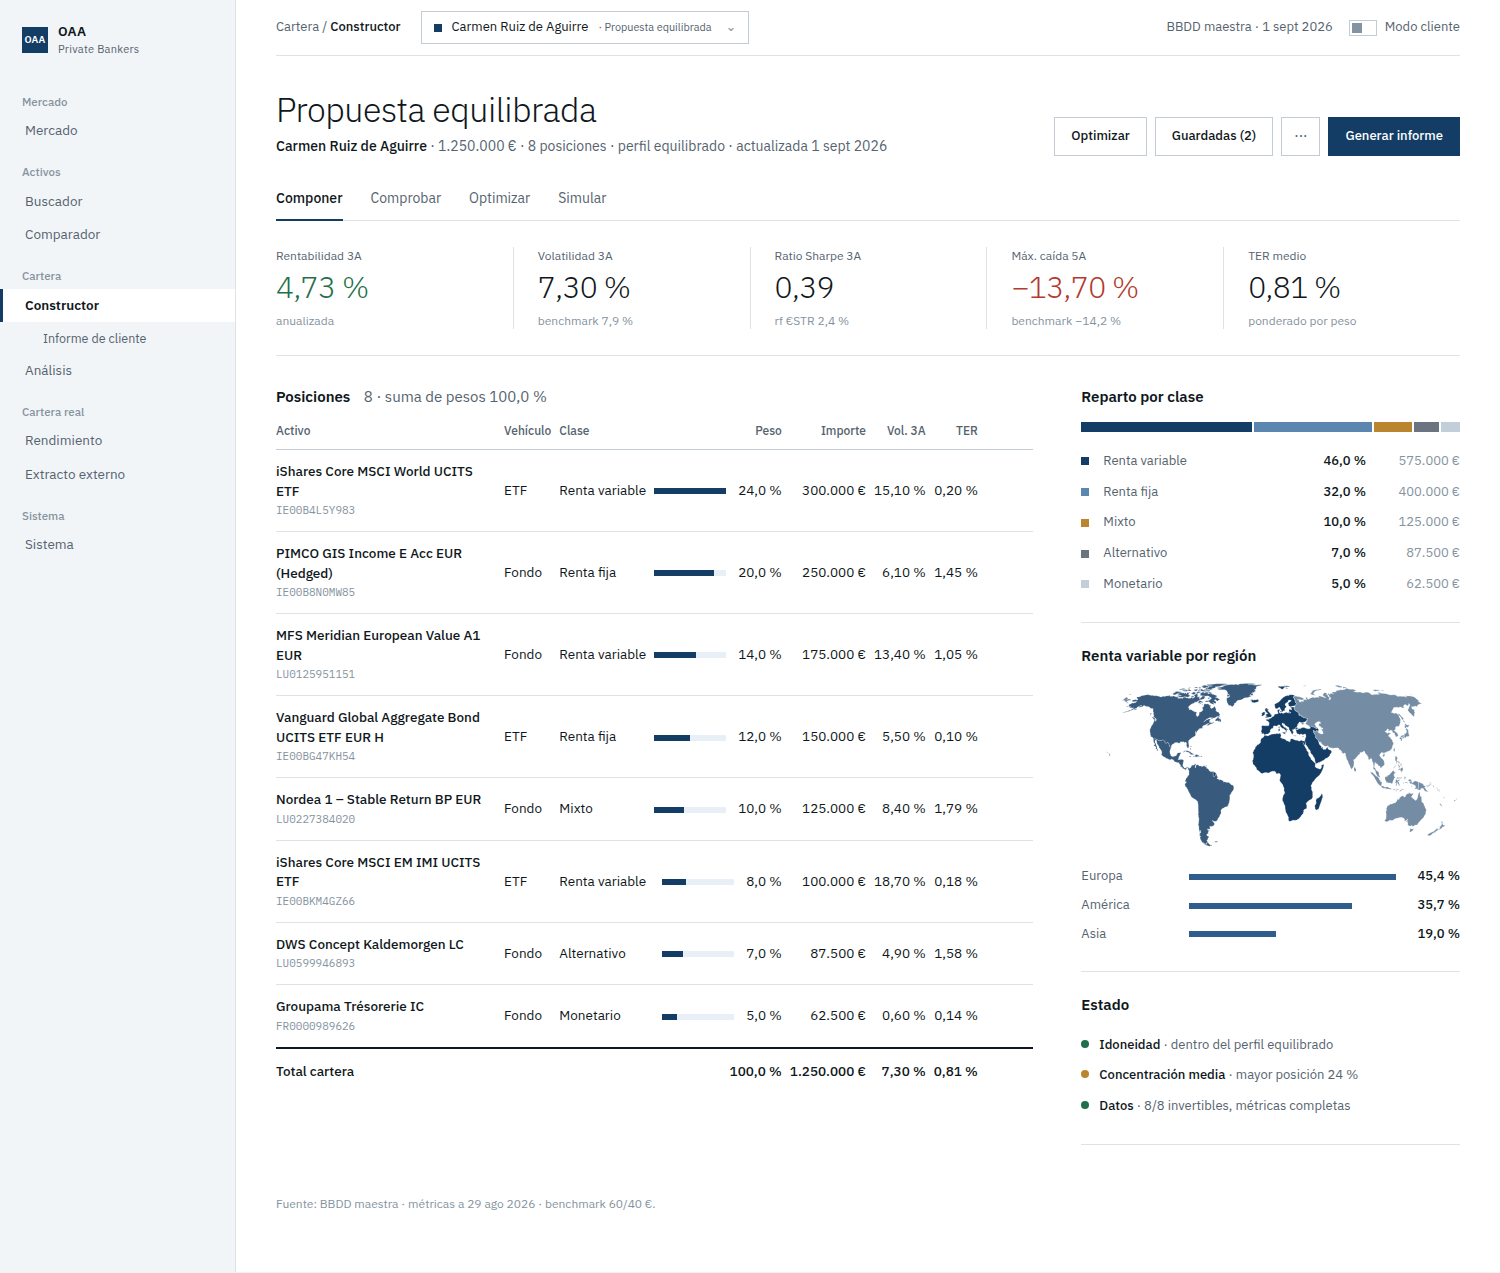 OAA
OAA
Private Bankers
Mercado
Mercado
Activos
Buscador
Comparador
Cartera
Constructor
Informe de cliente
Análisis
Cartera real
Rendimiento
Extracto externo
Sistema
Sistema
Cartera / Constructor
Carmen Ruiz de Aguirre · Propuesta equilibrada
BBDD maestra · 1 sept 2026
Modo cliente
Propuesta equilibrada
Carmen Ruiz de Aguirre · 1.250.000 € · 8 posiciones · perfil equilibrado · actualizada 1 sept 2026
Optimizar
Guardadas (2)
···
Generar informe
Componer Comprobar Optimizar Simular
Rentabilidad 3A
4,73 %
anualizada
Volatilidad 3A
7,30 %
benchmark 7,9 %
Ratio Sharpe 3A
0,39
rf €STR 2,4 %
Máx. caída 5A
−13,70 %
benchmark −14,2 %
TER medio
0,81 %
ponderado por peso
Posiciones 8 · suma de pesos 100,0 %
Activo Vehículo Clase Peso Importe Vol. 3A TER
iShares Core MSCI World UCITS
ETF
IE00B4L5Y983
ETF Renta variable 24,0 % 300.000 € 15,10 % 0,20 %
PIMCO GIS Income E Acc EUR
(Hedged)
IE00B8N0MW85
Fondo Renta fija 20,0 % 250.000 € 6,10 % 1,45 %
MFS Meridian European Value A1
EUR
LU0125951151
Fondo Renta variable 14,0 % 175.000 € 13,40 % 1,05 %
Vanguard Global Aggregate Bond
UCITS ETF EUR H
IE00BG47KH54
ETF Renta fija 12,0 % 150.000 € 5,50 % 0,10 %
Nordea 1 – Stable Return BP EUR
LU0227384020
Fondo Mixto 10,0 % 125.000 € 8,40 % 1,79 %
iShares Core MSCI EM IMI UCITS
ETF
IE00BKM4GZ66
ETF Renta variable 8,0 % 100.000 € 18,70 % 0,18 %
DWS Concept Kaldemorgen LC
LU0599946893
Fondo Alternativo 7,0 % 87.500 € 4,90 % 1,58 %
Groupama Trésorerie IC
FR0000989626
Fondo Monetario 5,0 % 62.500 € 0,60 % 0,14 %
Total cartera 100,0 % 1.250.000 € 7,30 % 0,81 %
Reparto por clase
Renta variable 46,0 % 575.000 €
Renta fija 32,0 % 400.000 €
Mixto 10,0 % 125.000 €
Alternativo 7,0 % 87.500 €
Monetario 5,0 % 62.500 €
Renta variable por región
Europa 45,4 %
América 35,7 %
Asia 19,0 %
Estado
Idoneidad · dentro del perfil equilibrado
Concentración media · mayor posición 24 %
Datos · 8/8 invertibles, métricas completas
Fuente: BBDD maestra · métricas a 29 ago 2026 · benchmark 60/40 €.